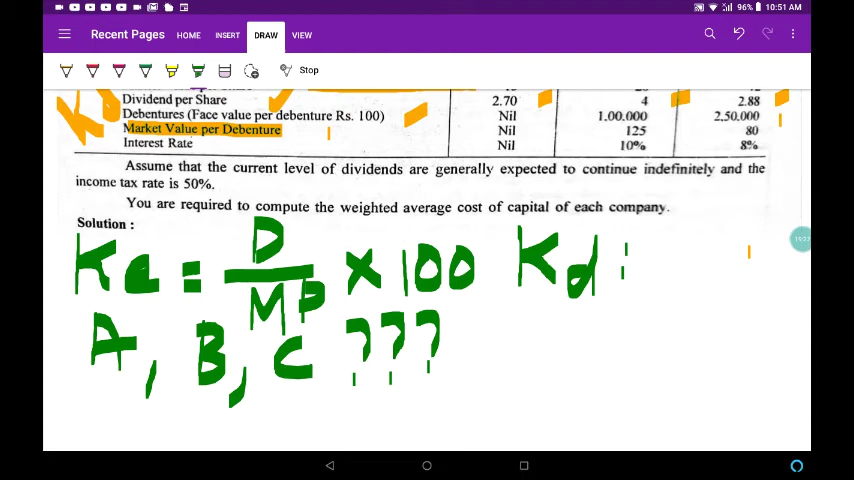 96% 10:51 AM
Recent Pages HOME INSERT DRAW VIEW
Stop
Dividend per Share 2.70 4 2.88
Debentures (Face value per debenture Rs. 100) Nil 1,00,000 2,50,000
Market Value per Debenture Nil 125 80
Interest Rate Nil 10% 8%
Assume that the current level of dividends are generally expected to continue indefinitely and the
income tax rate is 50%.
You are required to compute the weighted average cost of capital of each company.
Solution :
Ke = D/MP × 100 Kd :
A, B, C ???